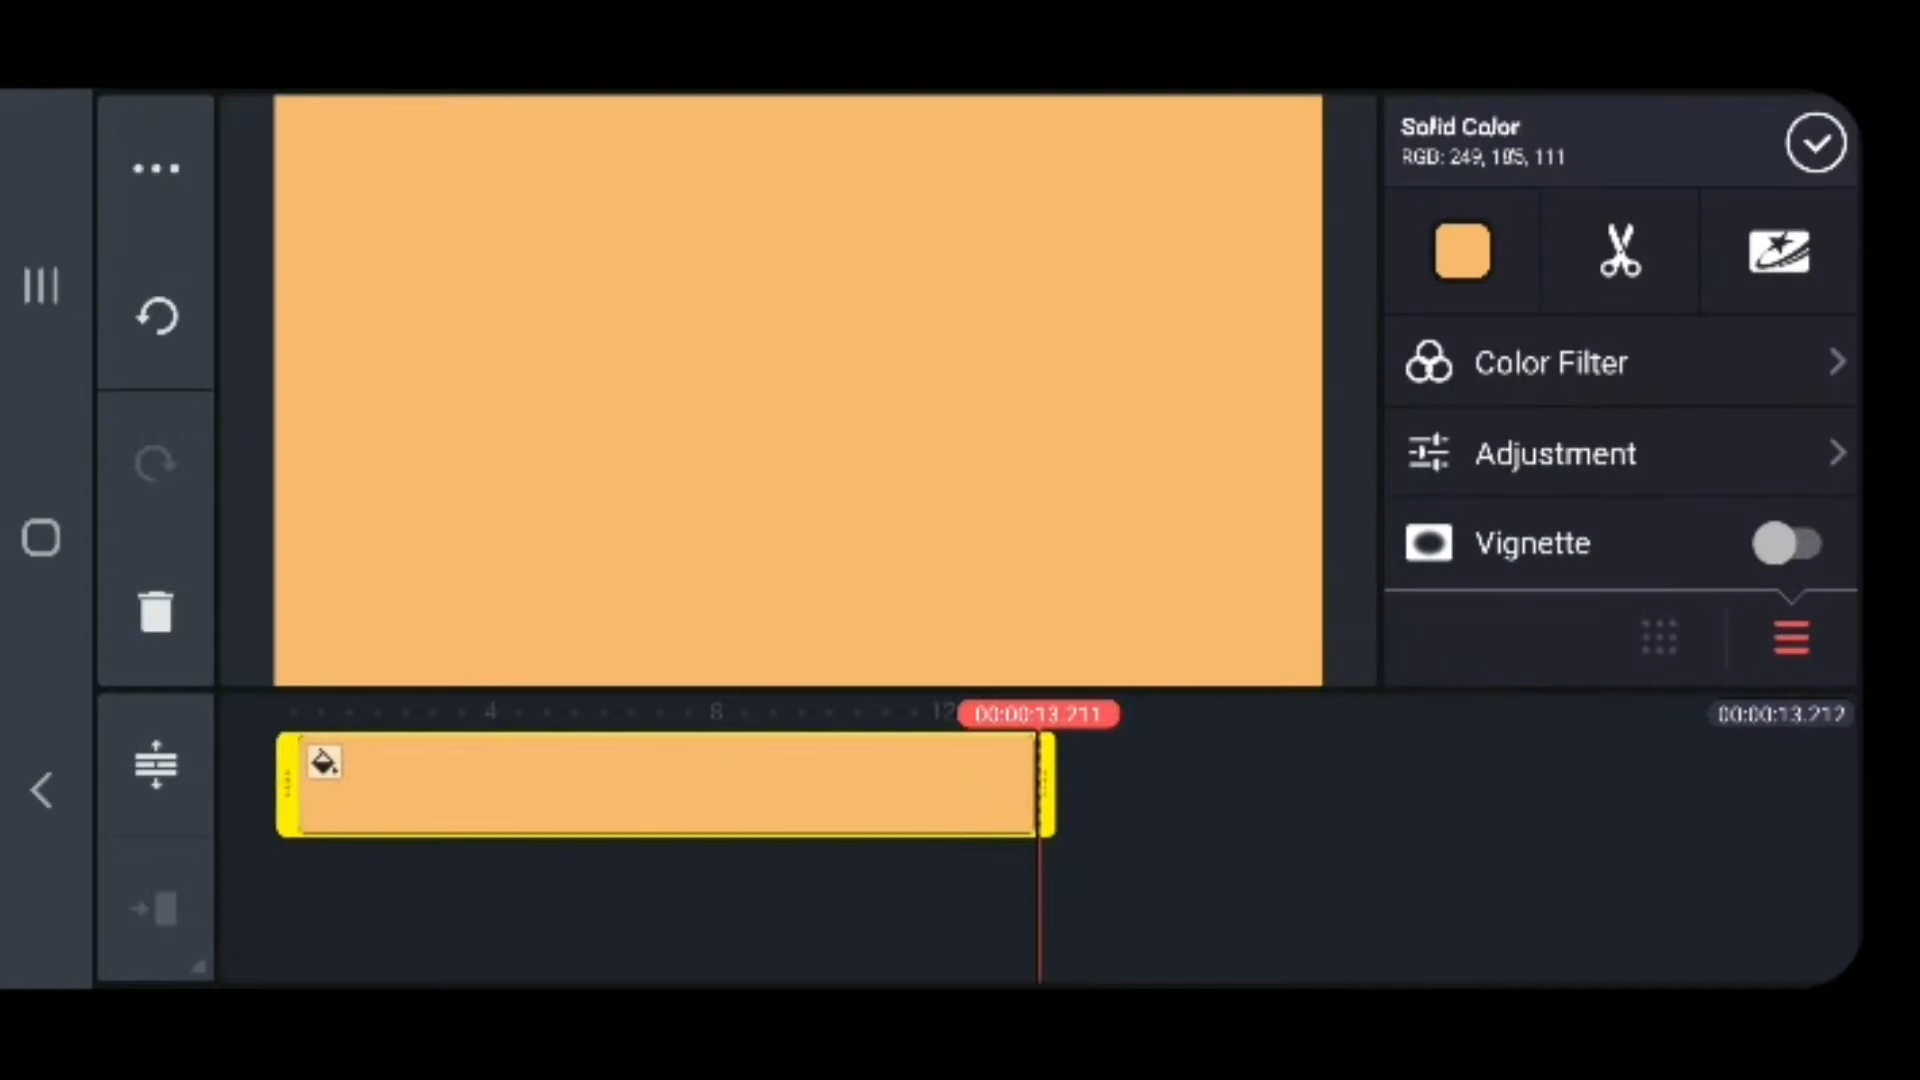 Solid Color
RGB: 249, 185, 111
Color Filter
Adjustment
Vignette
4
8
12
00:00:13.211
00:00:13.212